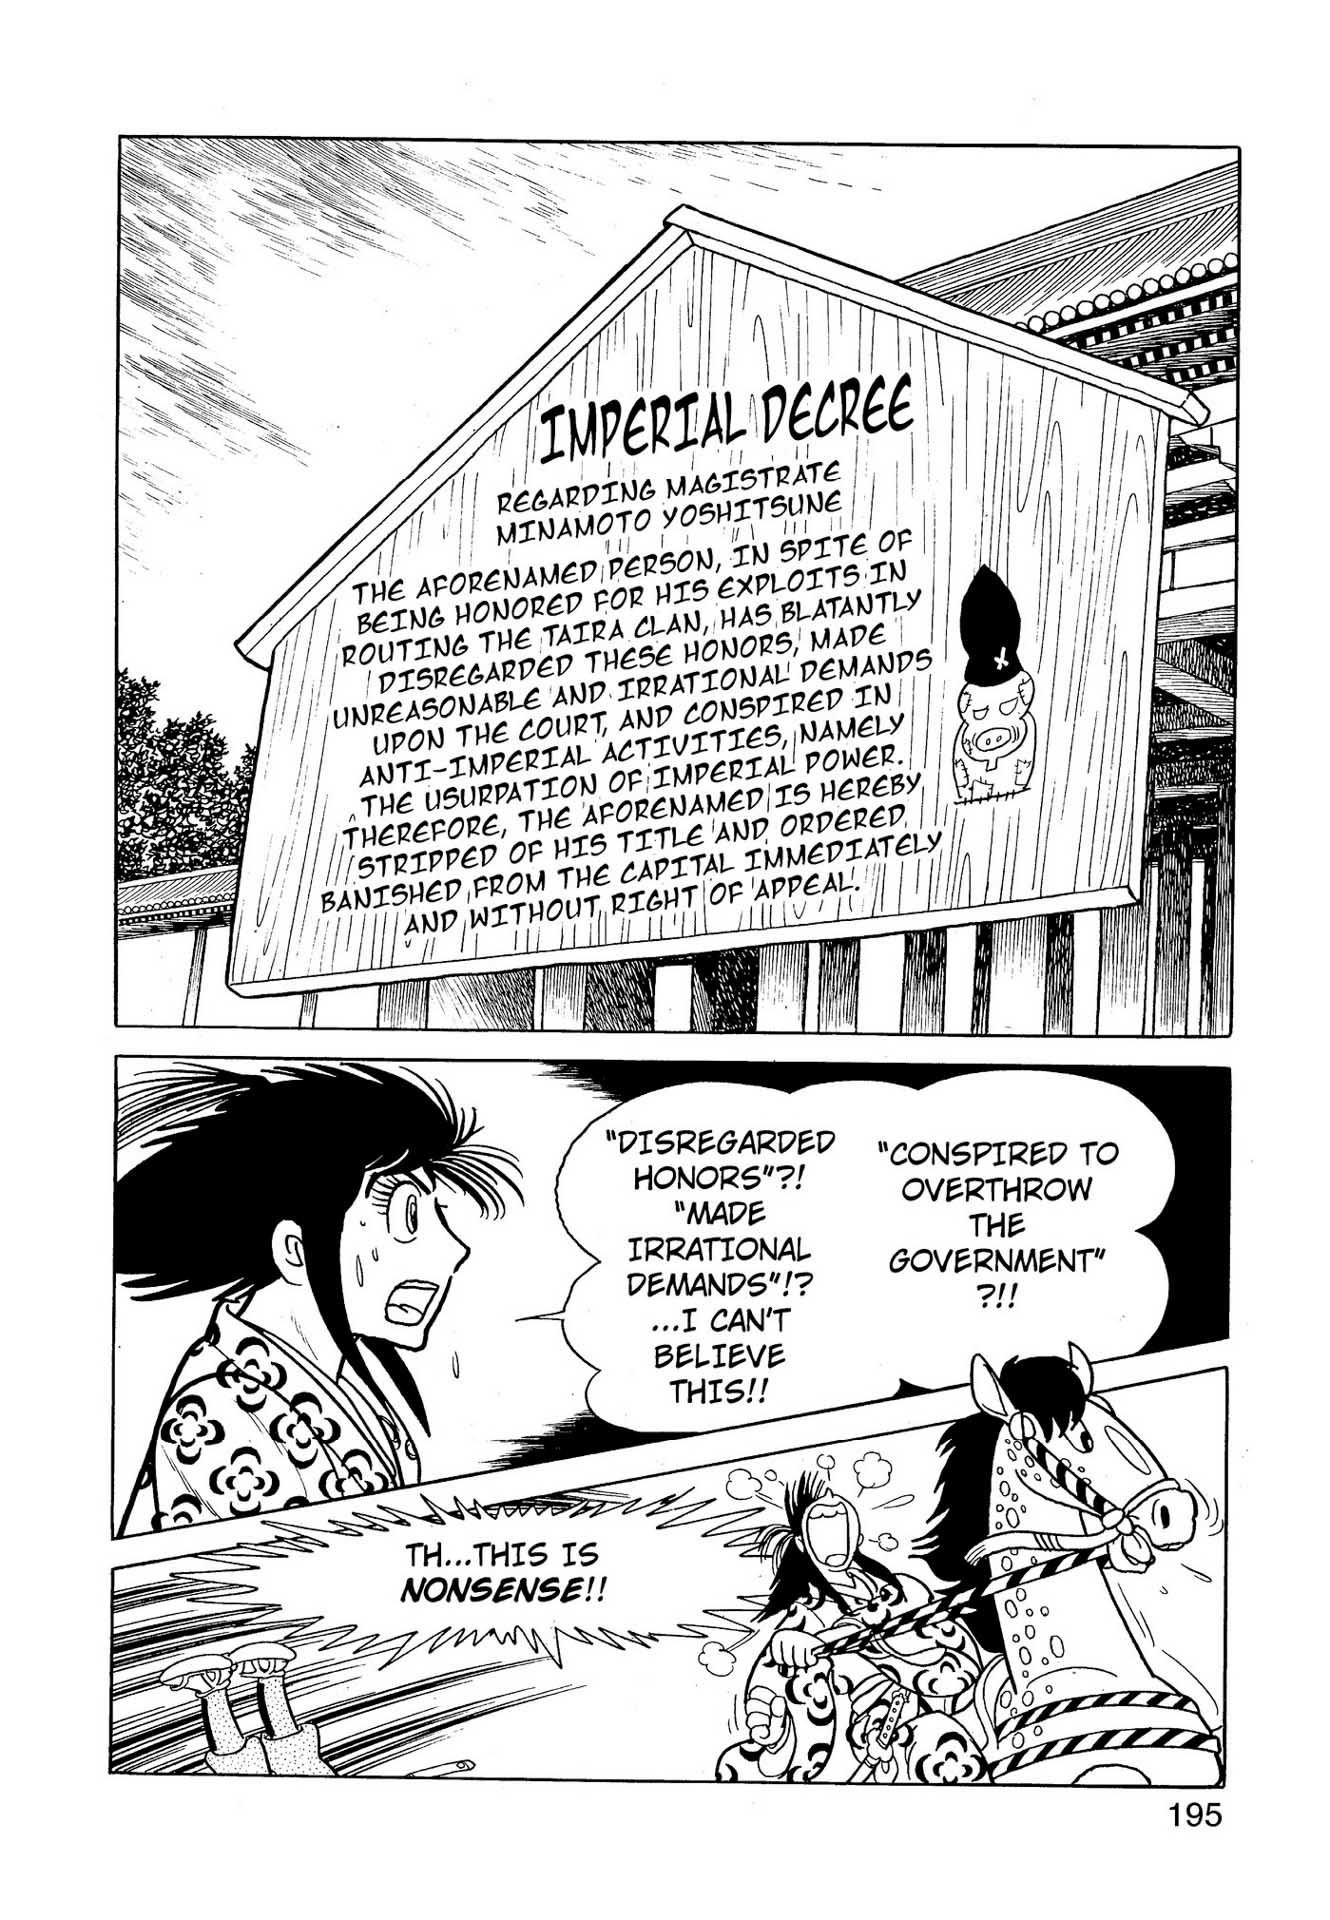 IMPERIAL DECREE
REGARDING MAGISTRATE
MINAMOTO YOSHITSUNE
THE AFORENAMED PERSON, IN SPITE OF
BEING HONORED FOR HIS EXPLOITS IN
ROUTING THE TAIRA CLAN, HAS BLATANTLY
DISREGARDED THESE HONORS, MADE
UNREASONABLE AND IRRATIONAL DEMANDS
UPON THE COURT, AND CONSPIRED IN
ANTI-IMPERIAL ACTIVITIES, NAMELY
THE USURPATION OF IMPERIAL POWER.
THEREFORE, THE AFORENAMED IS HEREBY
STRIPPED OF HIS TITLE AND ORDERED
BANISHED FROM THE CAPITAL IMMEDIATELY
AND WITHOUT RIGHT OF APPEAL.
"CONSPIRED TO
OVERTHROW
THE
GOVERNMENT"
?!!
"DISREGARDED
HONORS"?!
"MADE
IRRATIONAL
DEMANDS"!?
...I CAN'T
BELIEVE
THIS!!
TH...THIS IS
NONSENSE!!
195